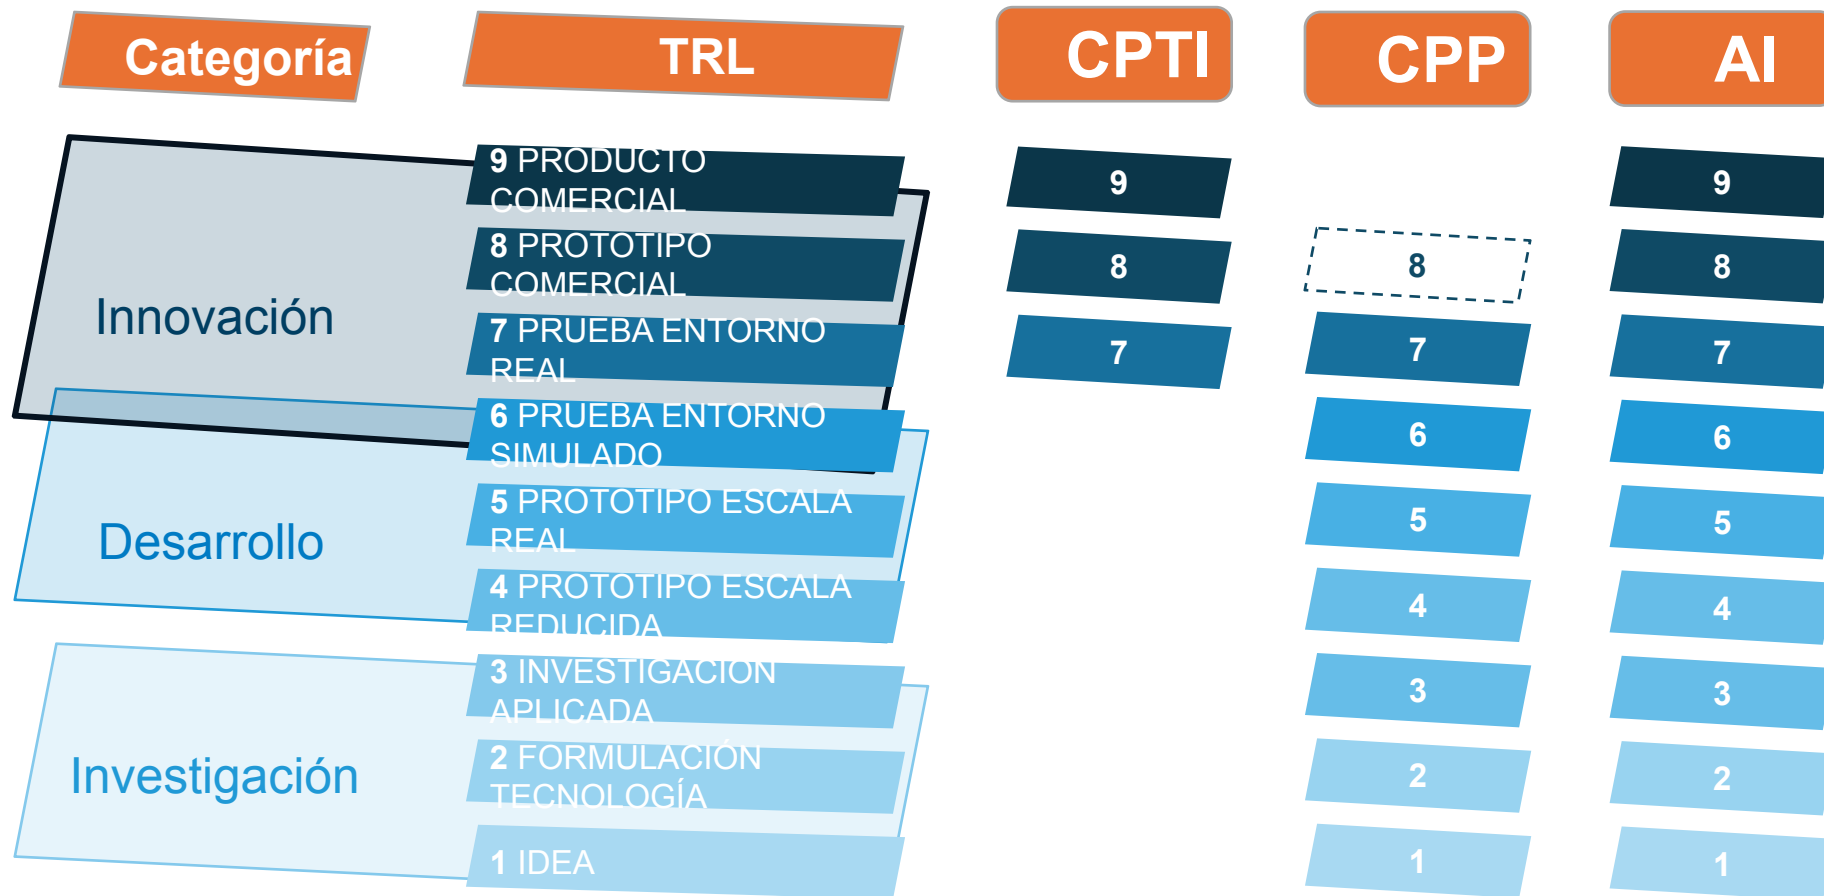 Categoría
TRL
CPTI
CPP
AI
9 PRODUCTO
COMERCIAL
9
9
8 PROTOTIPO
COMERCIAL
8
8
8
Innovación
7 PRUEBA ENTORNO
REAL
7
7
7
6 PRUEBA ENTORNO
SIMULADO
6
6
Desarrollo
5 PROTOTIPO ESCALA
REAL
5
5
4 PROTOTIPO ESCALA
REDUCIDA
4
4
3 INVESTIGACIÓN
APLICADA
3
3
Investigación
2 FORMULACIÓN
TECNOLOGÍA
2
2
1 IDEA
1
1